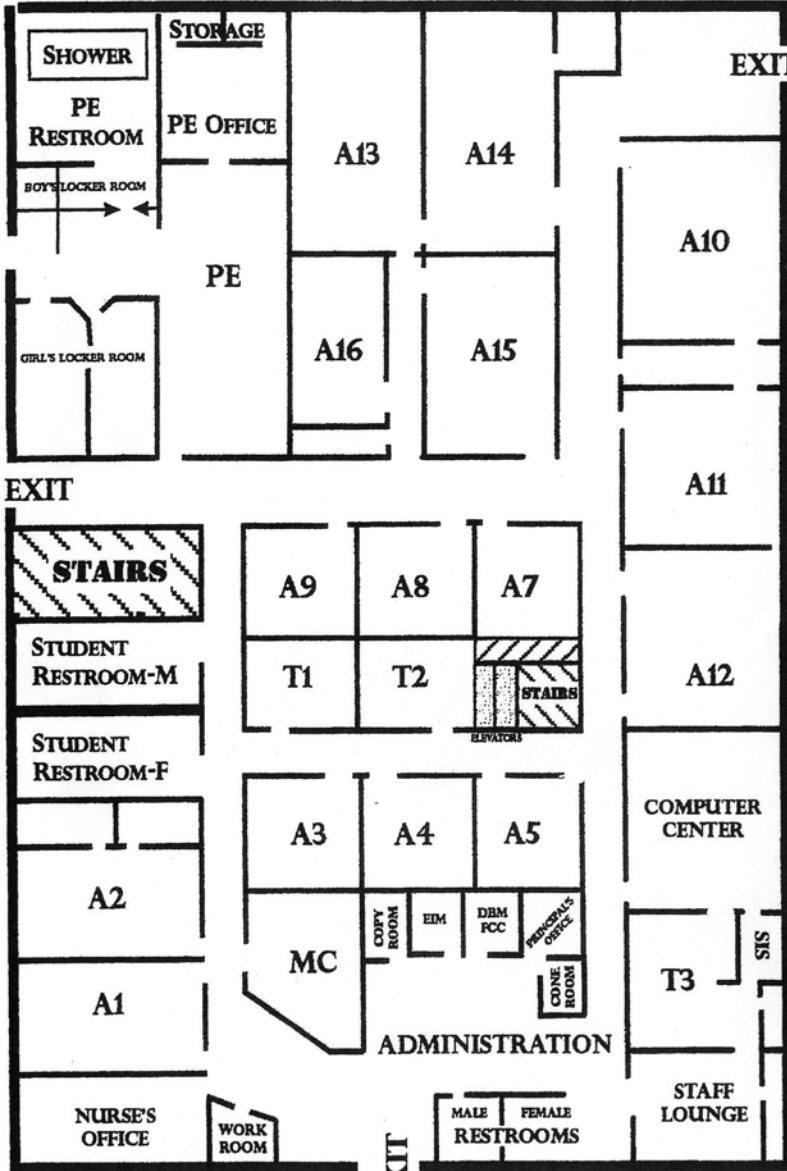 STORAGE
SHOWER
EXIT
PE
RESTROOM
PE OFFICE
A13
A14
BOY'S LOCKER ROOM
A10
PE
GIRL'S LOCKER ROOM
A16
A15
EXIT
A11
STAIRS
A9
A8
A7
STUDENT
RESTROOM-M
T1
T2
STAIRS
A12
ELEVATORS
STUDENT
RESTROOM-F
COMPUTER
CENTER
A3
A4
A5
A2
COPY
ROOM
EIM
DBM
FCC
PRINCIPAL'S
OFFICE
SIS
MC
CONF.
ROOM
T3
A1
ADMINISTRATION
NURSE'S
OFFICE
WORK
ROOM
MALE
FEMALE
RESTROOMS
STAFF
LOUNGE